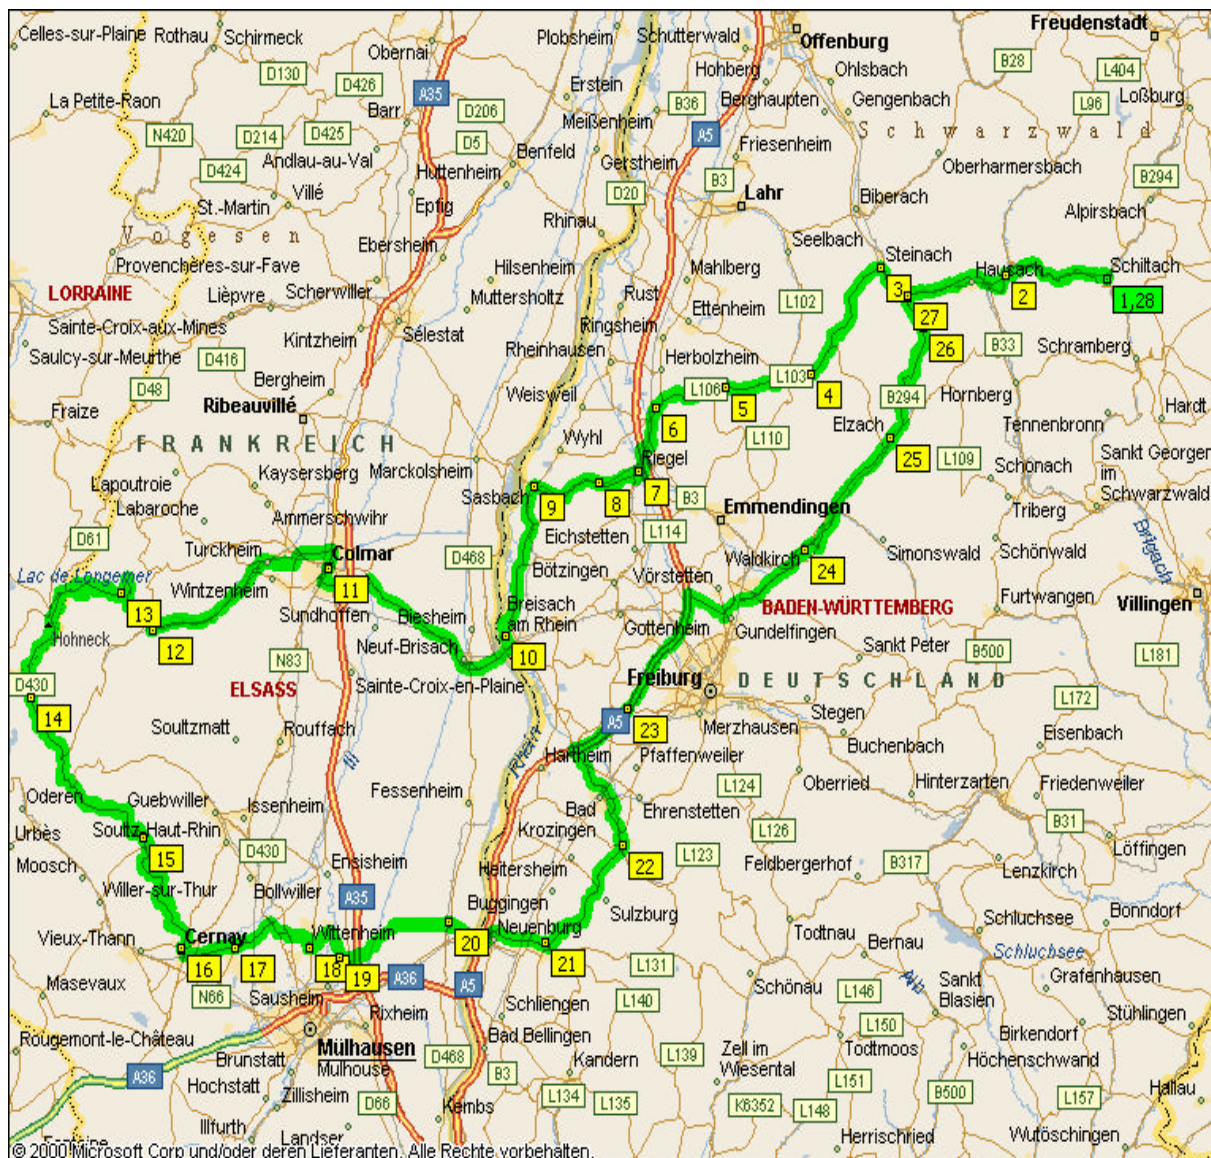 Celles-sur-Plaine
Rothau
Schirmeck
Obernai
Plobsheim
Schutterwald
Offenburg
Freudenstadt
D130
D426
A35
D206
Erstein
Hohberg
Ohlsbach
B28
L404
La Petite-Raon
Barr
B36
Berghaupten
Gengenbach
L96
Loßburg
N420
D214
D425
D5
Meißenheim
A5
Schwarzwald
Andlau-au-Val
Benfeld
Gerstheim
Friesenheim
Oberharmersbach
D424
Villé
Huttenheim
D20
B3
B294
St.-Martin
Epfig
Rhinau
Lahr
Biberach
Alpirsbach
Vogesen
Ebersheim
Seelbach
Steinach
Provenchères-sur-Fave
Hilsenheim
Mahlberg
Hausach
Schiltach
LORRAINE
Lièpvre
Scherwiller
Muttersholtz
Rust
Ettenheim
L102
3
2
1,28
Sainte-Croix-aux-Mines
Kintzheim
Sélestat
Ringsheim
27
Saulcy-sur-Meurthe
D416
Rheinhausen
Herbolzheim
26
B33
Schramberg
D48
Bergheim
Weisweil
L106
L103
5
4
B294
Hornberg
Fraize
Ribeauvillé
6
Elzach
Tennenbronn
Hardt
FRANKREICH
Wyhl
L110
25
L109
Kaysersberg
Marckolsheim
Riegel
Schonach
Sankt Georgen
im
Schwarzwald
Lapoutroie
Sasbach
9
8
7
B3
Labaroche
Ammerschwihr
Emmendingen
Triberg
D61
Turckheim
Colmar
D468
Eichstetten
L114
Waldkirch
24
Simonswald
Schönwald
Brigach
Lac de Longemer
Wintzenheim
11
Bötzingen
Vörstetten
13
Sundhoffen
Biesheim
Breisach
am Rhein
BADEN-WÜRTTEMBERG
Furtwangen
Villingen
Hohneck
12
Neuf-Brisach
10
Gottenheim
Gundelfingen
N83
Sankt Peter
B500
L181
D430
ELSASS
Sainte-Croix-en-Plaine
Freiburg
DEUTSCHLAND
14
L172
Soultzmatt
Rouffach
A5
23
Merzhausen
Stegen
Ill
Rhein
Hartheim
Pfaffenweiler
Buchenbach
Eisenbach
Oderen
Guebwiller
Issenheim
Fessenheim
Bad
Krozingen
Ehrenstetten
L124
Oberried
Hinterzarten
Friedenweiler
Urbès
Soultz-Haut-Rhin
L126
B31
Moosch
15
D430
Ensisheim
Heitersheim
22
L123
Feldbergerhof
B317
Löffingen
Willer-sur-Thur
Bollwiller
A35
Lenzkirch
Buggingen
Sulzburg
Bonndorf
Vieux-Thann
Cernay
Wittenheim
Neuenburg
Todtnau
Schluchsee
16
17
18
19
20
21
Bernau
Schluchsee
Masevaux
N66
Sausheim
A36
A5
L131
Schönau
Alb
Sankt
Blasien
Grafenhausen
Rixheim
Schliengen
L140
L146
Stühlingen
Rougemont-le-Château
Mülhausen
Bad Bellingen
L150
Birkendorf
Brunstatt
Mulhouse
D468
Kandern
L139
Zell im
Wiesental
Todtmoos
Höchenschwand
A36
Hochstatt
B3
L151
Hallau
Zillisheim
D66
Kembs
L134
L135
K6352
L148
B500
L157
Illfurth
Landser
Herrischried
Wutöschingen
© 2000 Microsoft Corp und/oder deren Lieferanten. Alle Rechte vorbehalten.